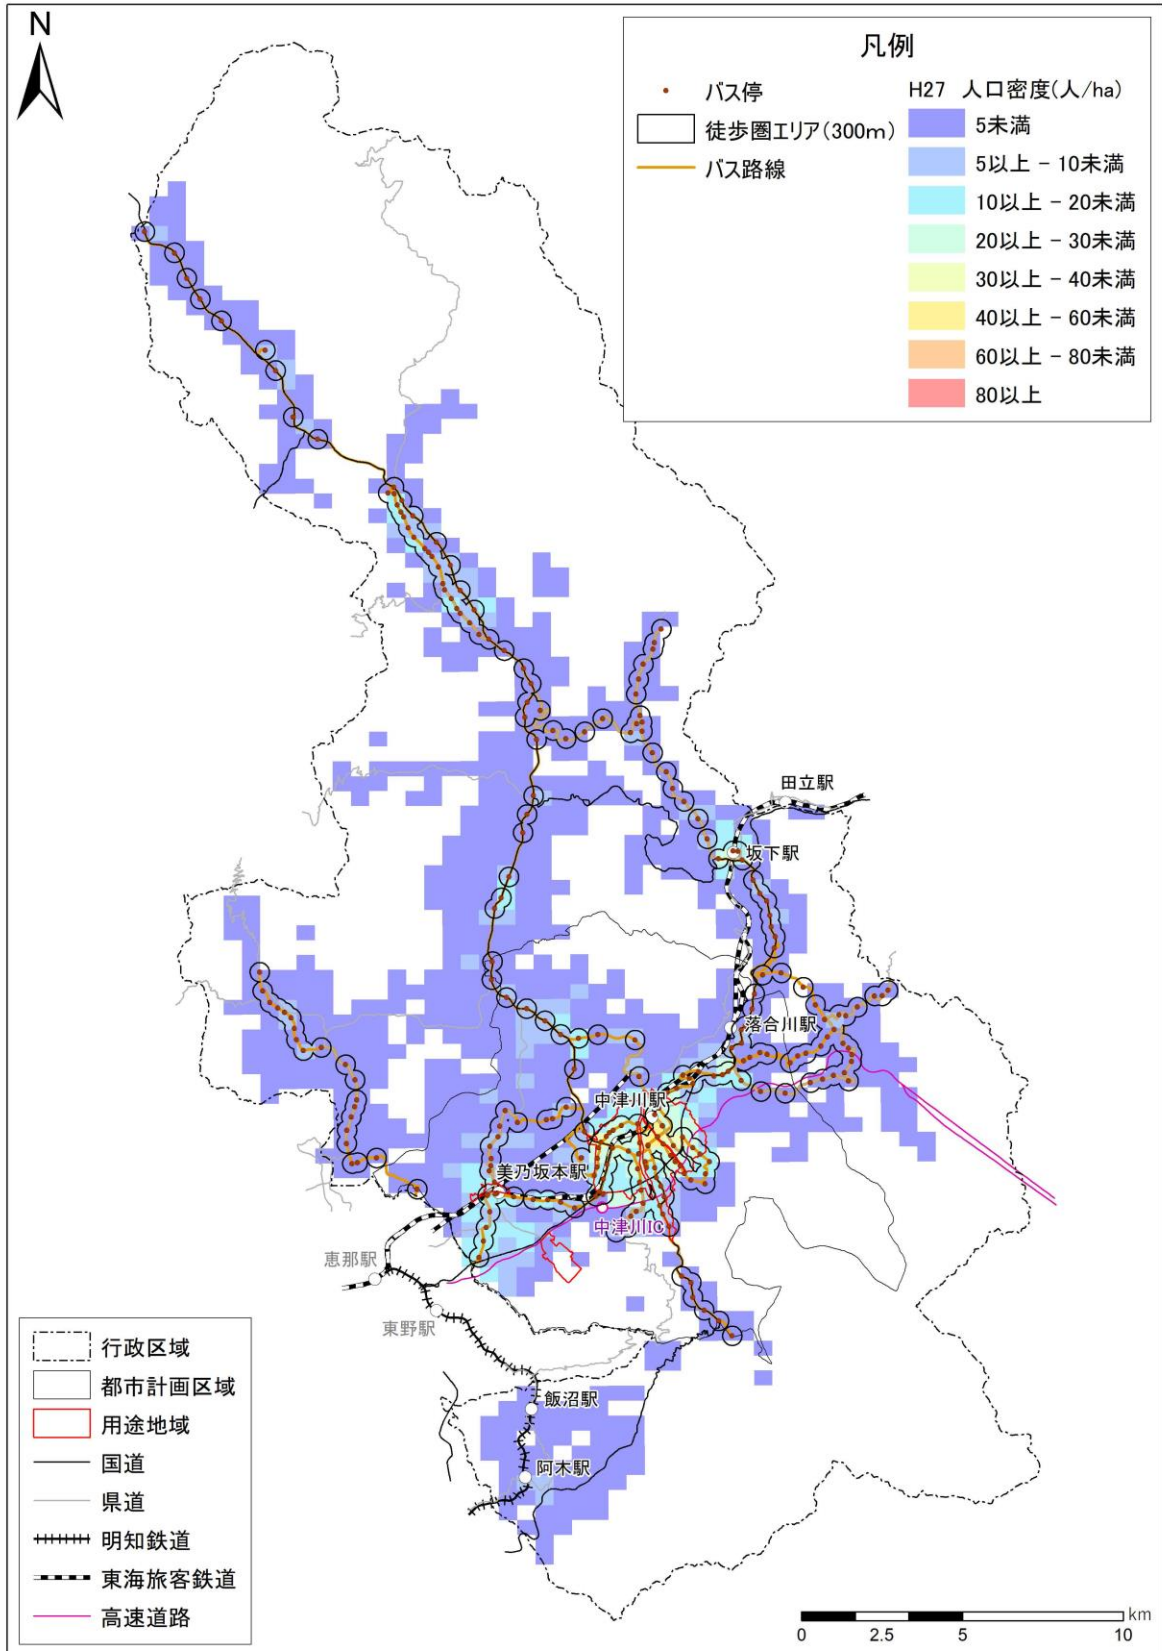 N
凡例
バス停
徒歩圏エリア(300m)
バス路線
H27 人口密度(人/ha)
5未満
5以上 - 10未満
10以上 - 20未満
20以上 - 30未満
30以上 - 40未満
40以上 - 60未満
60以上 - 80未満
80以上
田立駅
坂下駅
落合川駅
中津川駅
美乃坂本駅
中津川IC
恵那駅
東野駅
飯沼駅
阿木駅
行政区域
都市計画区域
用途地域
国道
県道
明知鉄道
東海旅客鉄道
高速道路
km
0 2.5 5 10